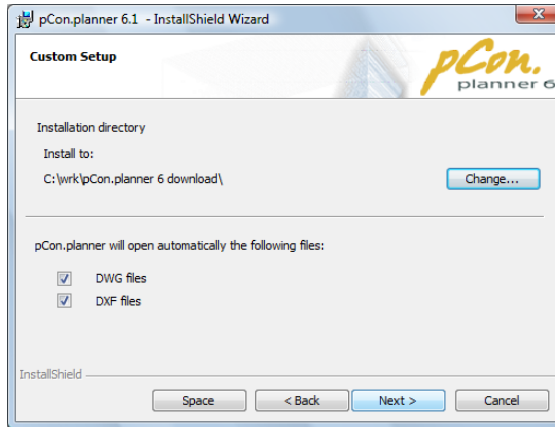 pCon.planner 6.1 - InstallShield Wizard
Custom Setup
pCon.
planner 6
Installation directory
Install to:
C:\wrk\pCon.planner 6 download\
Change...
pCon.planner will open automatically the following files:
DWG files
DXF files
InstallShield
Space
< Back
Next >
Cancel